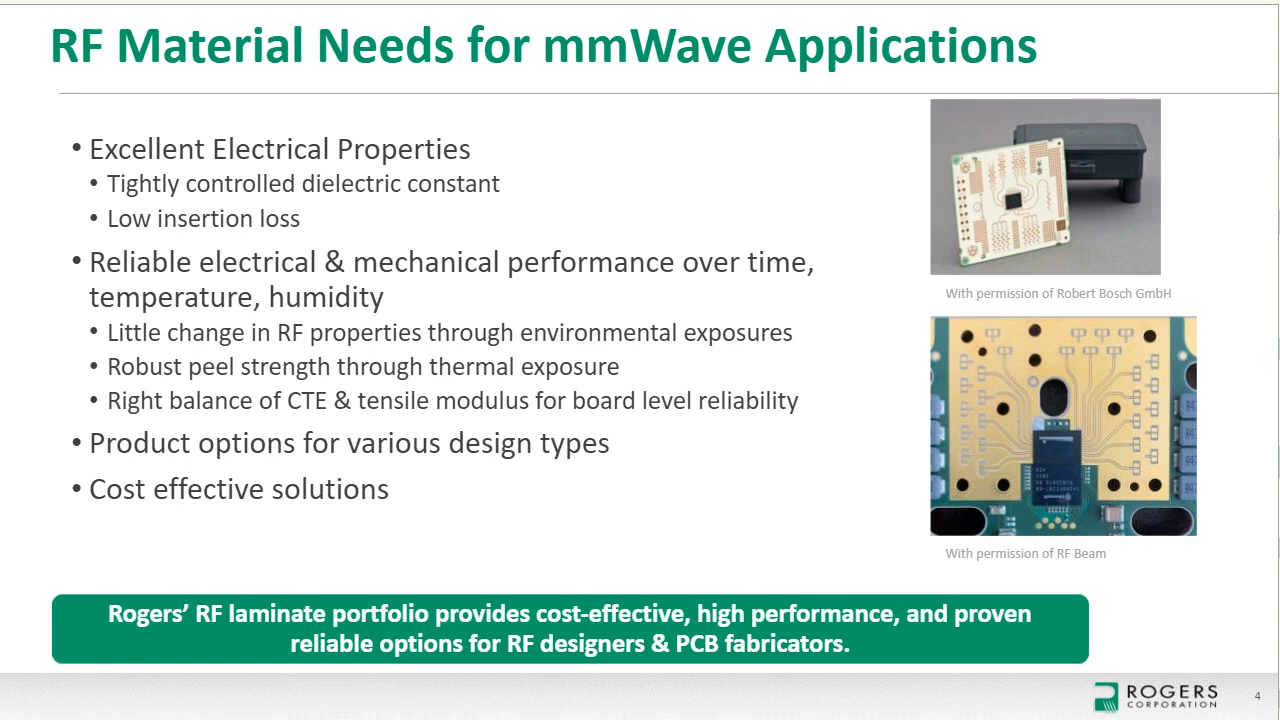 RF Material Needs for mmWave Applications
• Excellent Electrical Properties
• Tightly controlled dielectric constant
• Low insertion loss
• Reliable electrical & mechanical performance over time,
temperature, humidity
• Little change in RF properties through environmental exposures
• Robust peel strength through thermal exposure
• Right balance of CTE & tensile modulus for board level reliability
• Product options for various design types
• Cost effective solutions
With permission of Robert Bosch GmbH
With permission of RF Beam
Rogers’ RF laminate portfolio provides cost-effective, high performance, and proven
reliable options for RF designers & PCB fabricators.
ROGERS
CORPORATION
4